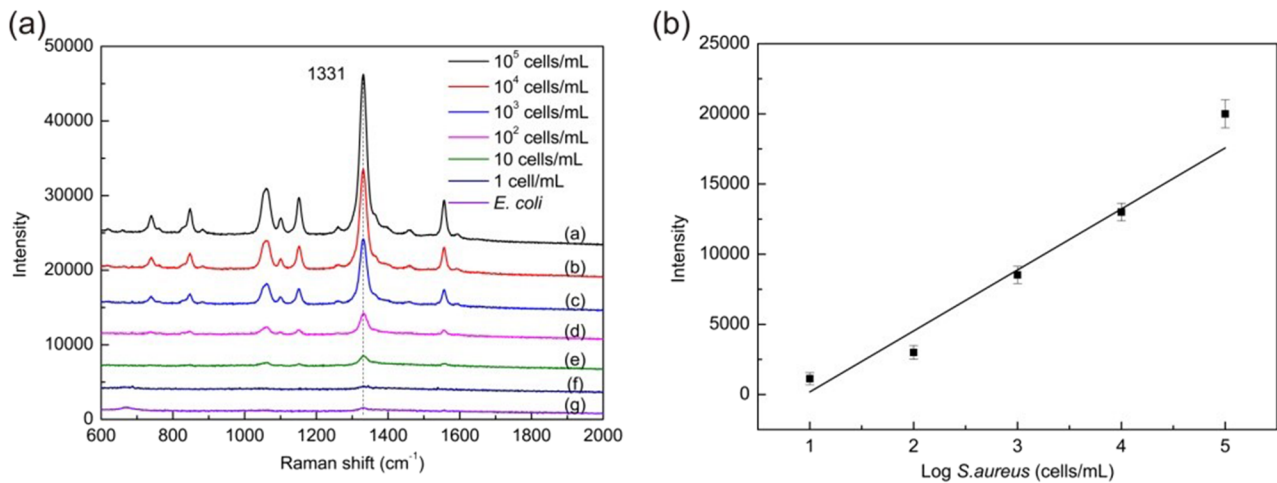 (a)
50000
40000
30000
20000
10000
0
Intensity
600 800 1000 1200 1400 1600 1800 2000
Raman shift (cm⁻¹)
1331
10⁵ cells/mL
10⁴ cells/mL
10³ cells/mL
10² cells/mL
10 cells/mL
1 cell/mL
E. coli
(a)
(b)
(c)
(d)
(e)
(f)
(g)
(b)
25000
20000
15000
10000
5000
0
Intensity
1 2 3 4 5
Log S.aureus (cells/mL)